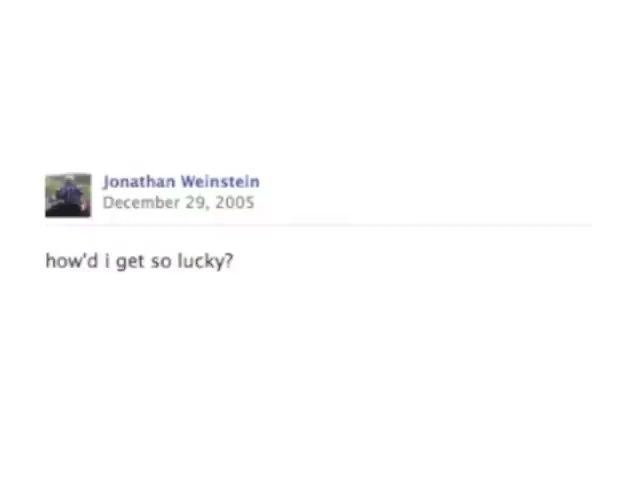 Jonathan Weinstein
December 29, 2005
how'd i get so lucky?